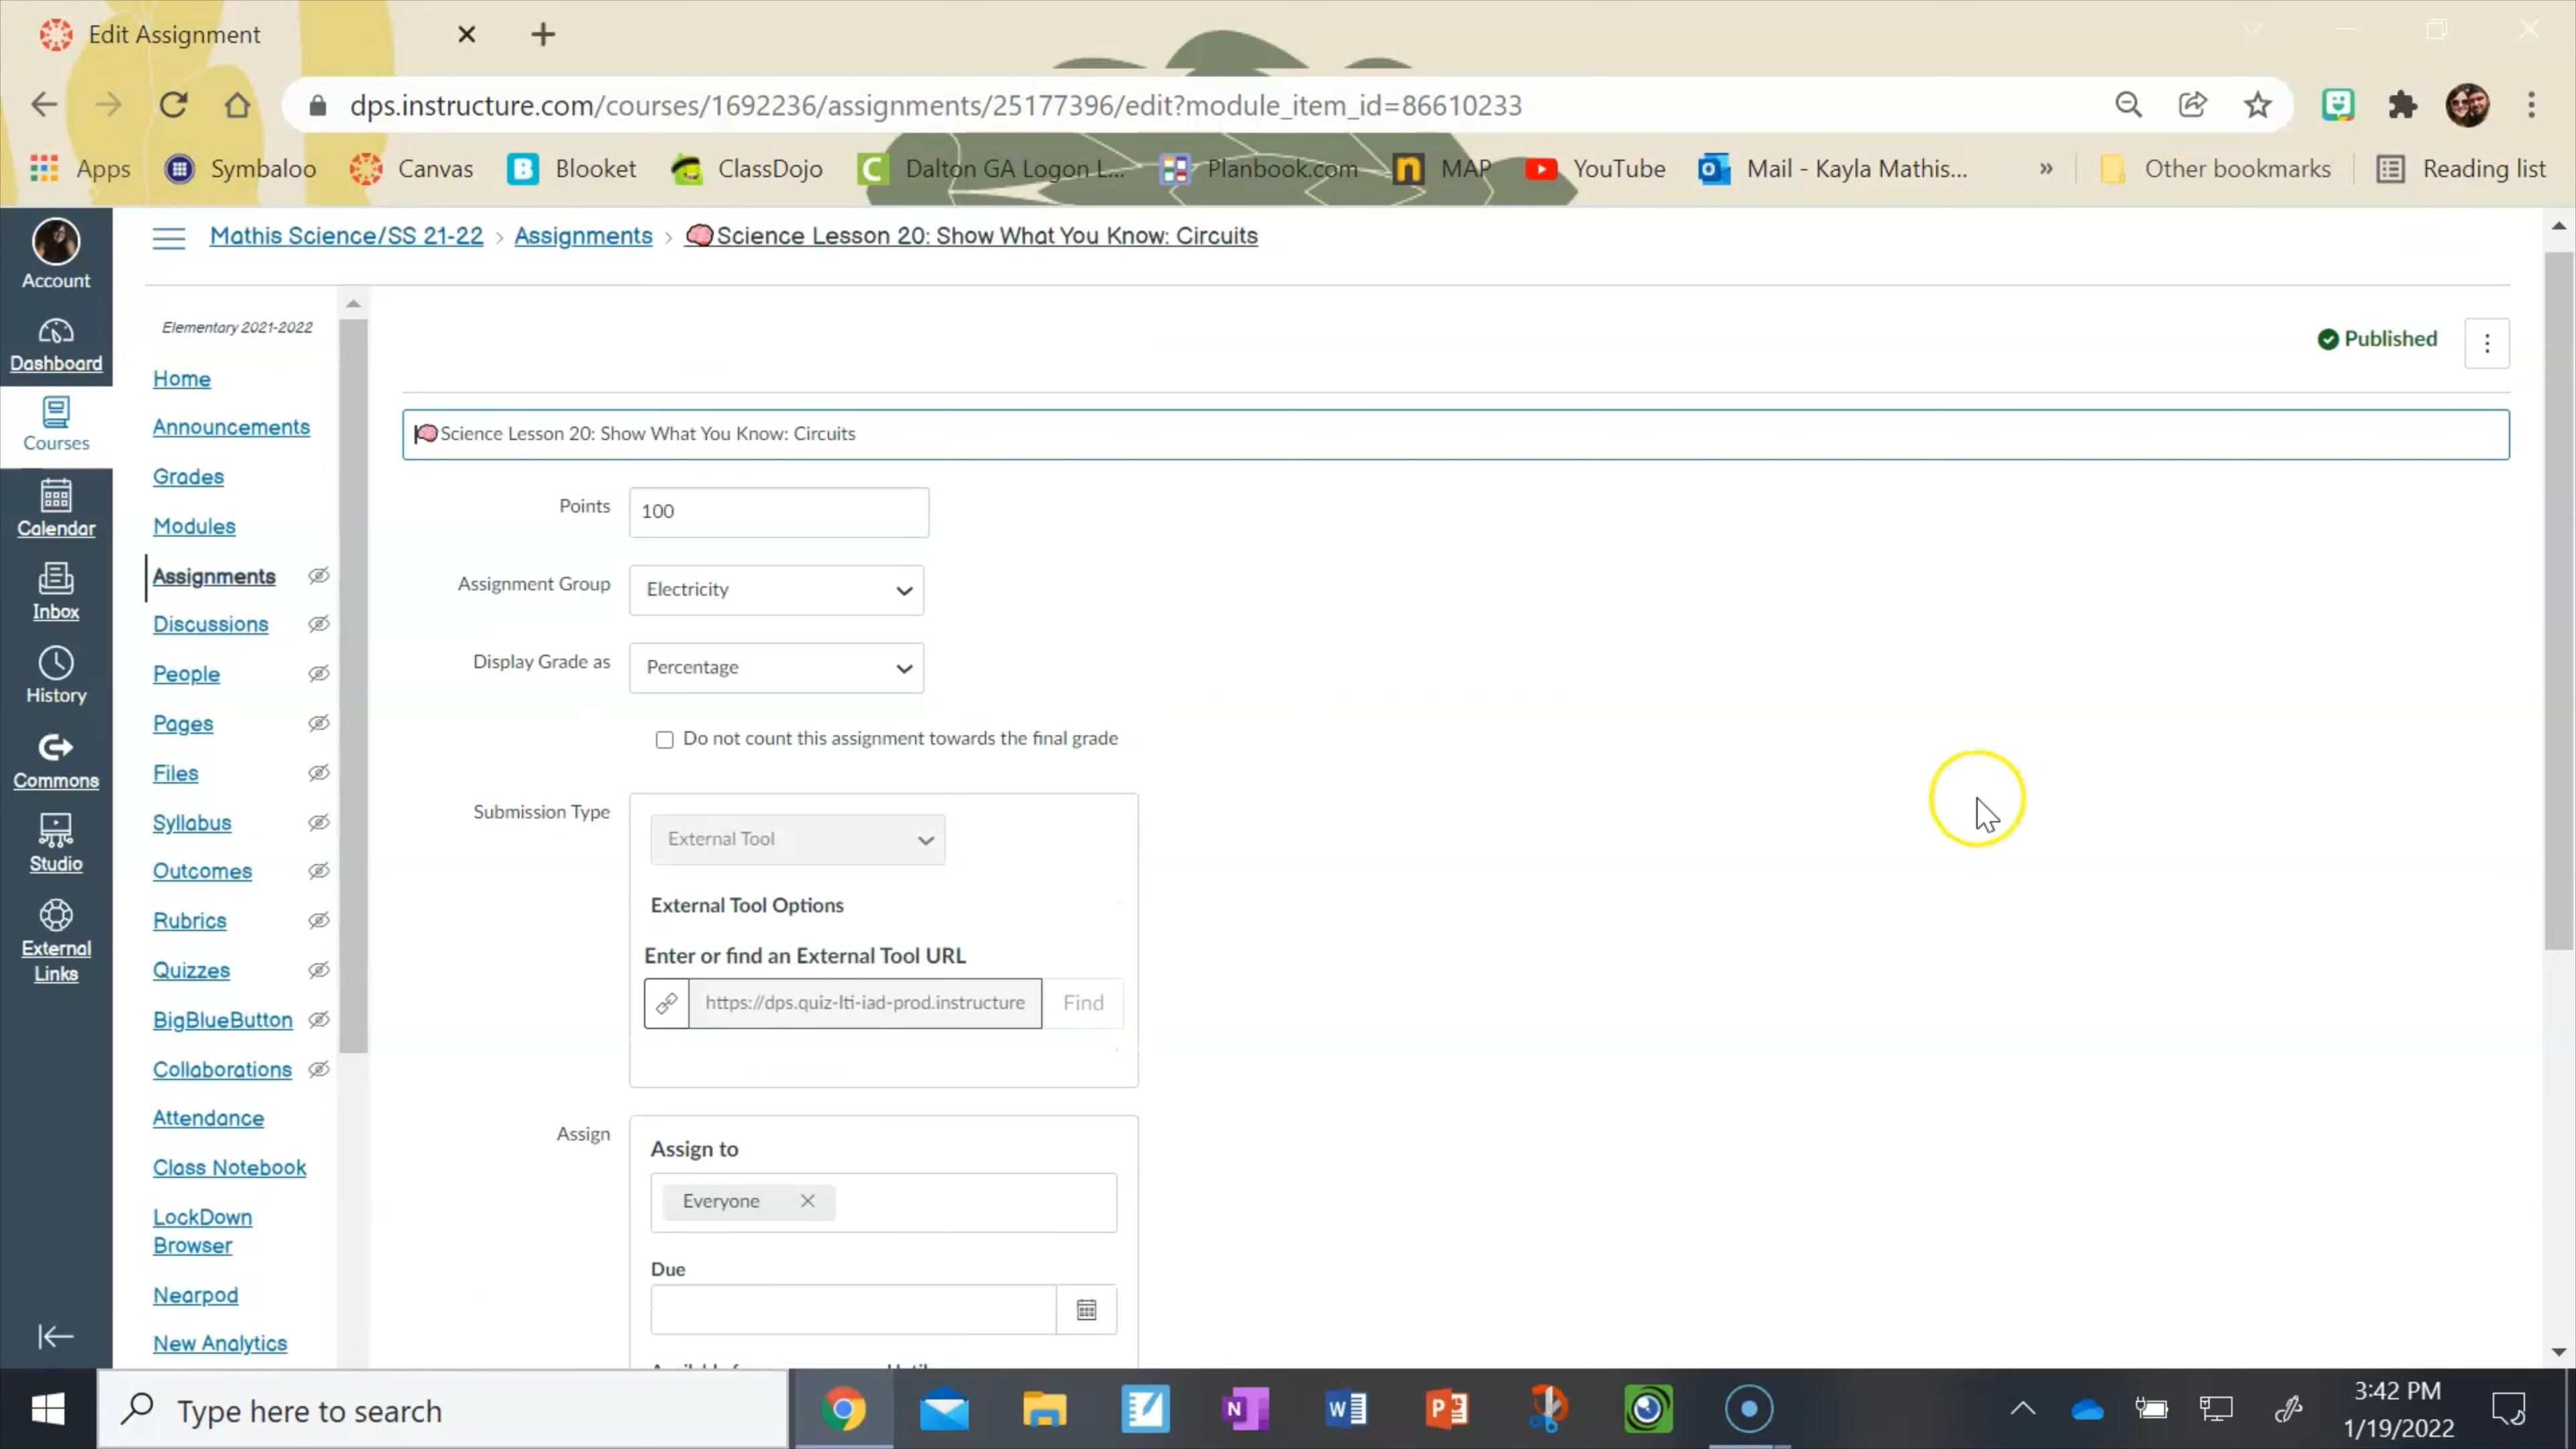 Edit Assignment
dps.instructure.com/courses/1692236/assignments/25177396/edit?module_item_id=86610233
Apps Symbaloo Canvas Blooket ClassDojo Dalton GA Logon L... Planbook.com MAP YouTube Mail - Kayla Mathis... » Other bookmarks Reading list
Mathis Science/SS 21-22 > Assignments > 🧠Science Lesson 20: Show What You Know: Circuits
Account
Dashboard
Courses
Calendar
Inbox
History
Commons
Studio
External
Links
Elementary 2021-2022
Home
Announcements
Grades
Modules
Assignments
Discussions
People
Pages
Files
Syllabus
Outcomes
Rubrics
Quizzes
BigBlueButton
Collaborations
Attendance
Class Notebook
LockDown
Browser
Nearpod
New Analytics
Published
🧠Science Lesson 20: Show What You Know: Circuits
Points 100
Assignment Group Electricity
Display Grade as Percentage
Do not count this assignment towards the final grade
Submission Type External Tool
External Tool Options
Enter or find an External Tool URL
https://dps.quiz-lti-iad-prod.instructure Find
Assign Assign to
Everyone
Due
Type here to search
3:42 PM
1/19/2022